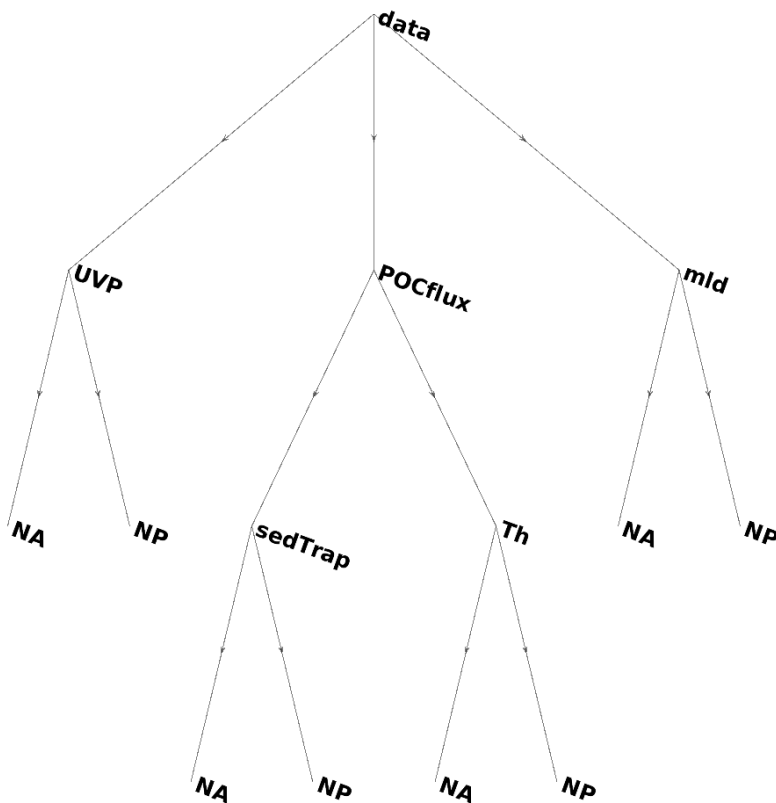 data
UVP
POCflux
mld
NA
NP
sedTrap
Th
NA
NP
NA
NP
NA
NP